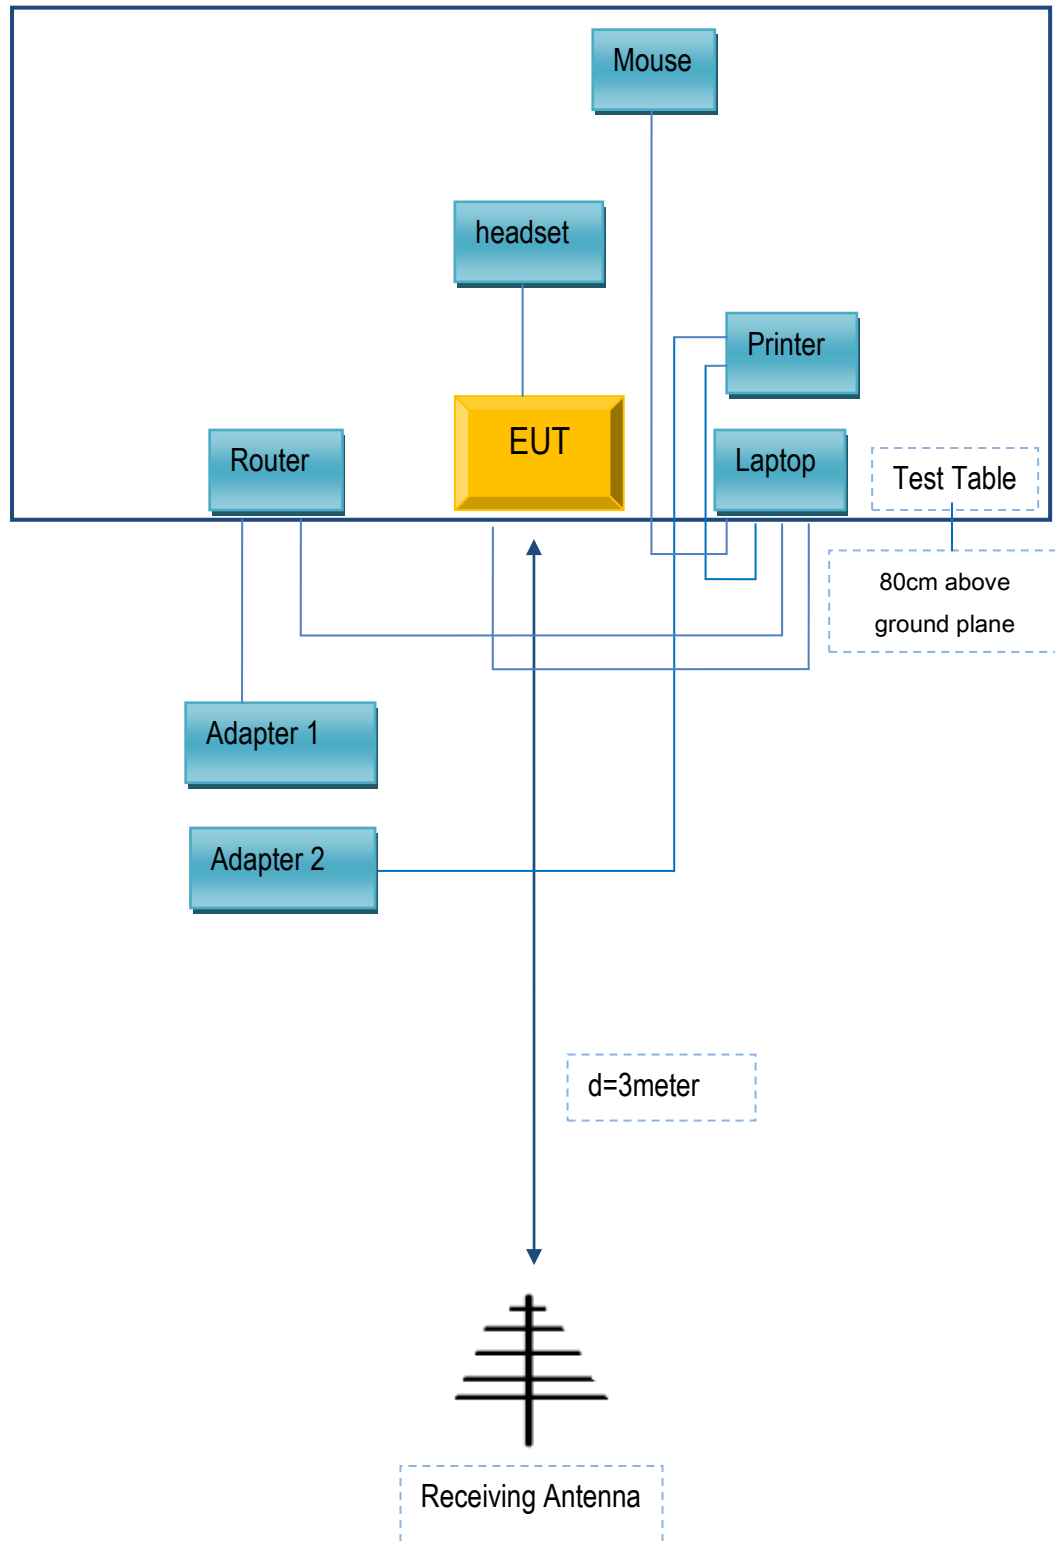 Mouse
headset
Printer
EUT
Router
Laptop
Test Table
80cm above
ground plane
Adapter 1
Adapter 2
d=3meter
Receiving Antenna